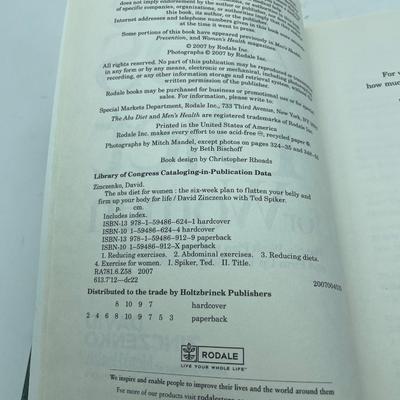 does not imply endorsement by the
of specific companies, organizations, or authorities imply
this book, its author, or the publisher.
Internet addresses and telephone numbers given in this book were
at the time it went to press.
Some portions of this book have appeared previously in Men's Health,
Prevention, and Women's Health magazines.
© 2007 by Rodale Inc.
Photographs © 2007 by Rodale Inc.
All rights reserved. No part of this publication may be reproduced or
in any form or by any means, electronic or mechanical, including
recording, or any other information storage and retrieval system, without
written permission of the publisher.
Rodale books may be purchased for business or promotional use or for special
sales. For information, please write to:
Special Markets Department, Rodale Inc., 733 Third Avenue, New York, NY
The Abs Diet and Men's Health are registered trademarks of Rodale Inc.
Printed in the United States of America
Rodale Inc. makes every effort to use acid-free ♾, recycled paper ♻.
Photographs by Mitch Mandel, except photos on pages 324–35 and
by Beth Bischoff
Book design by Christopher Rhoads
Library of Congress Cataloging-in-Publication Data
Zinczenko, David.
The abs diet for women : the six-week plan to flatten your belly and
firm up your body for life / David Zinczenko with Ted Spiker.
p. cm.
Includes index.
ISBN-13 978–1–59486–624–1 hardcover
ISBN-10 1–59486–624–4 hardcover
ISBN-13 978–1–59486–912–9 paperback
ISBN-10 1–59486–912–X paperback
1. Reducing exercises. 2. Abdominal exercises. 3. Reducing diets.
4. Exercise for women. I. Spiker, Ted. II. Title.
RA781.6.Z58 2007
613.7'12—dc22
Distributed to the trade by Holtzbrinck Publishers
8 10 9 7 hardcover
2 4 6 8 10 9 7 5 3 paperback
RODALE
LIVE YOUR WHOLE LIFE™
We inspire and enable people to improve their lives and the world around them
For more of our products visit
For
how muc